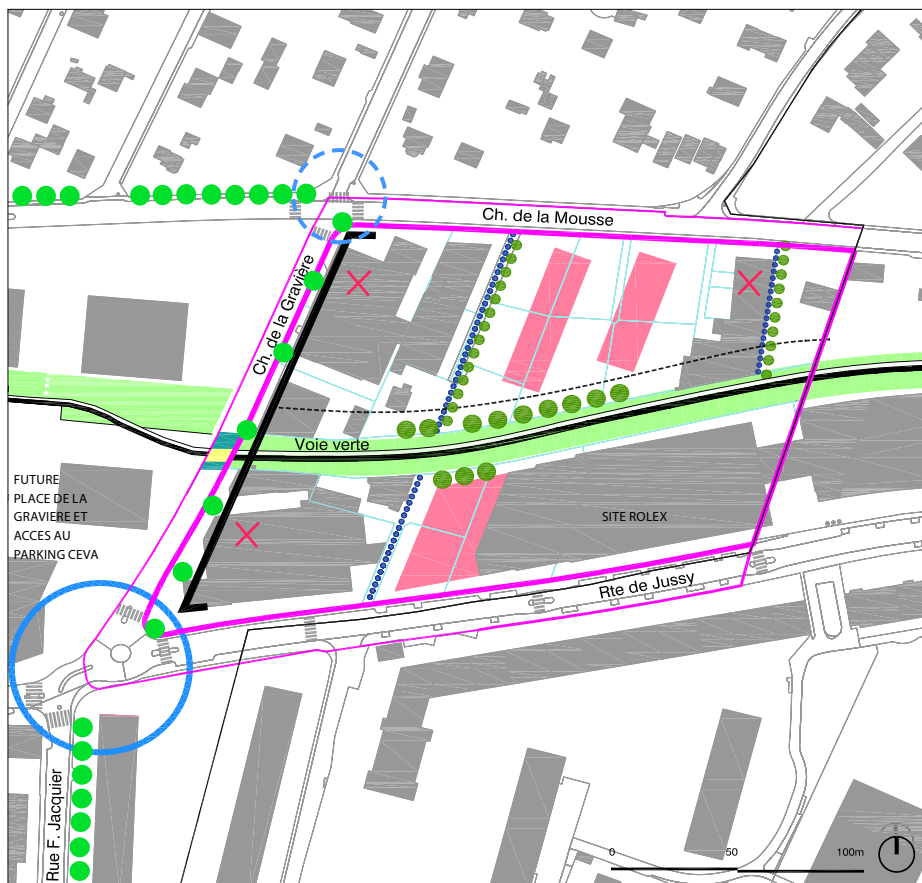 Ch. de la Mousse
Ch. de la Gravière
Voie verte
FUTURE
PLACE DE LA
GRAVIERE ET
ACCES AU
PARKING CEVA
SITE ROLEX
Rte de Jussy
Rue F. Jacquier
0 50 100m